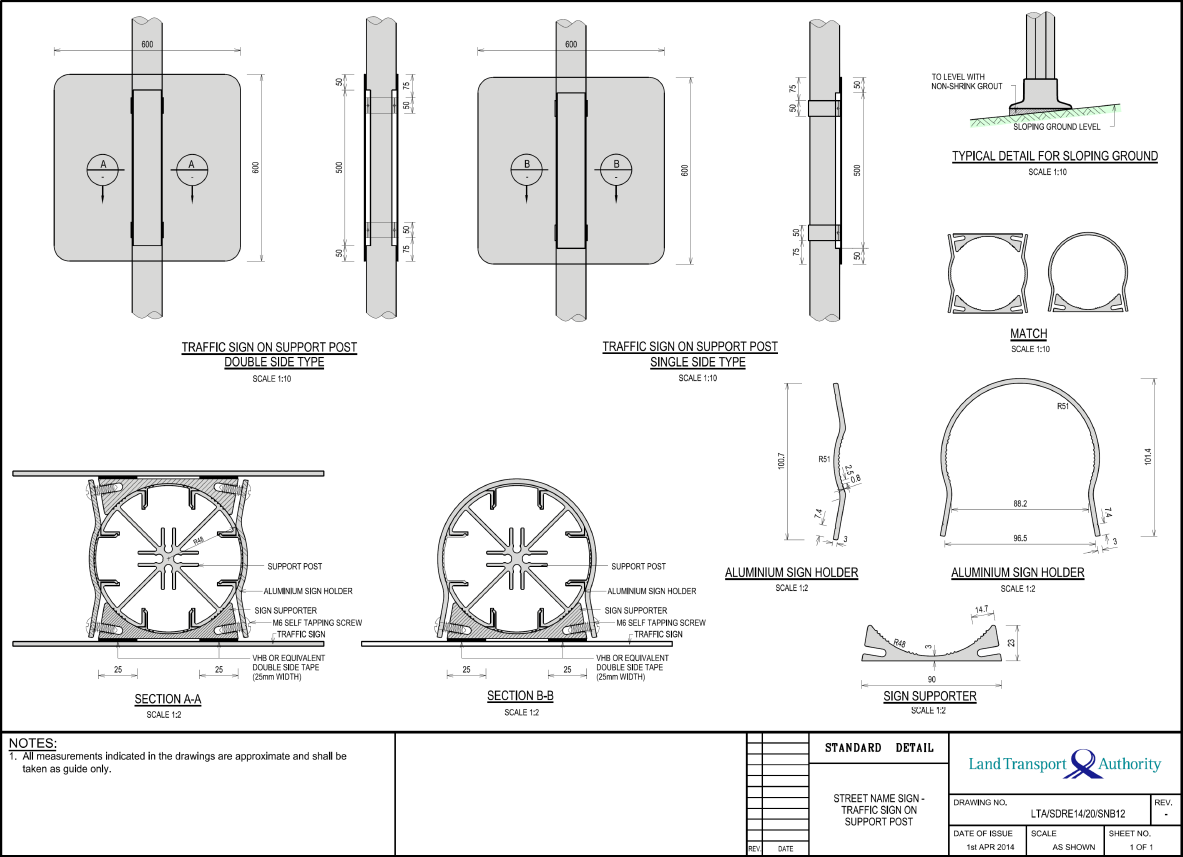 600
50
500
50
75
50
50
75
600
A
-
A
-
TRAFFIC SIGN ON SUPPORT POST
DOUBLE SIDE TYPE
SCALE 1:10
600
75
50
50
500
50
75
50
600
B
-
B
-
TRAFFIC SIGN ON SUPPORT POST
SINGLE SIDE TYPE
SCALE 1:10
TO LEVEL WITH
NON-SHRINK GROUT
SLOPING GROUND LEVEL
TYPICAL DETAIL FOR SLOPING GROUND
SCALE 1:10
MATCH
SCALE 1:10
100.7
R51
2.5
0.8
7.4
3
ALUMINIUM SIGN HOLDER
SCALE 1:2
R51
101.4
88.2
7.4
96.5
3
ALUMINIUM SIGN HOLDER
SCALE 1:2
R48
SUPPORT POST
ALUMINIUM SIGN HOLDER
SIGN SUPPORTER
M6 SELF TAPPING SCREW
TRAFFIC SIGN
VHB OR EQUIVALENT
DOUBLE SIDE TAPE
(25mm WIDTH)
25
25
SECTION A-A
SCALE 1:2
SUPPORT POST
ALUMINIUM SIGN HOLDER
SIGN SUPPORTER
M6 SELF TAPPING SCREW
TRAFFIC SIGN
VHB OR EQUIVALENT
DOUBLE SIDE TAPE
(25mm WIDTH)
25
25
SECTION B-B
SCALE 1:2
14.7
R48
3
23
90
SIGN SUPPORTER
SCALE 1:2
NOTES:
1. All measurements indicated in the drawings are approximate and shall be
taken as guide only.
REV.
DATE
STANDARD DETAIL
STREET NAME SIGN -
TRAFFIC SIGN ON
SUPPORT POST
Land Transport Authority
DRAWING NO.
LTA/SDRE14/20/SNB12
REV.
-
DATE OF ISSUE
1st APR 2014
SCALE
AS SHOWN
SHEET NO.
1 OF 1